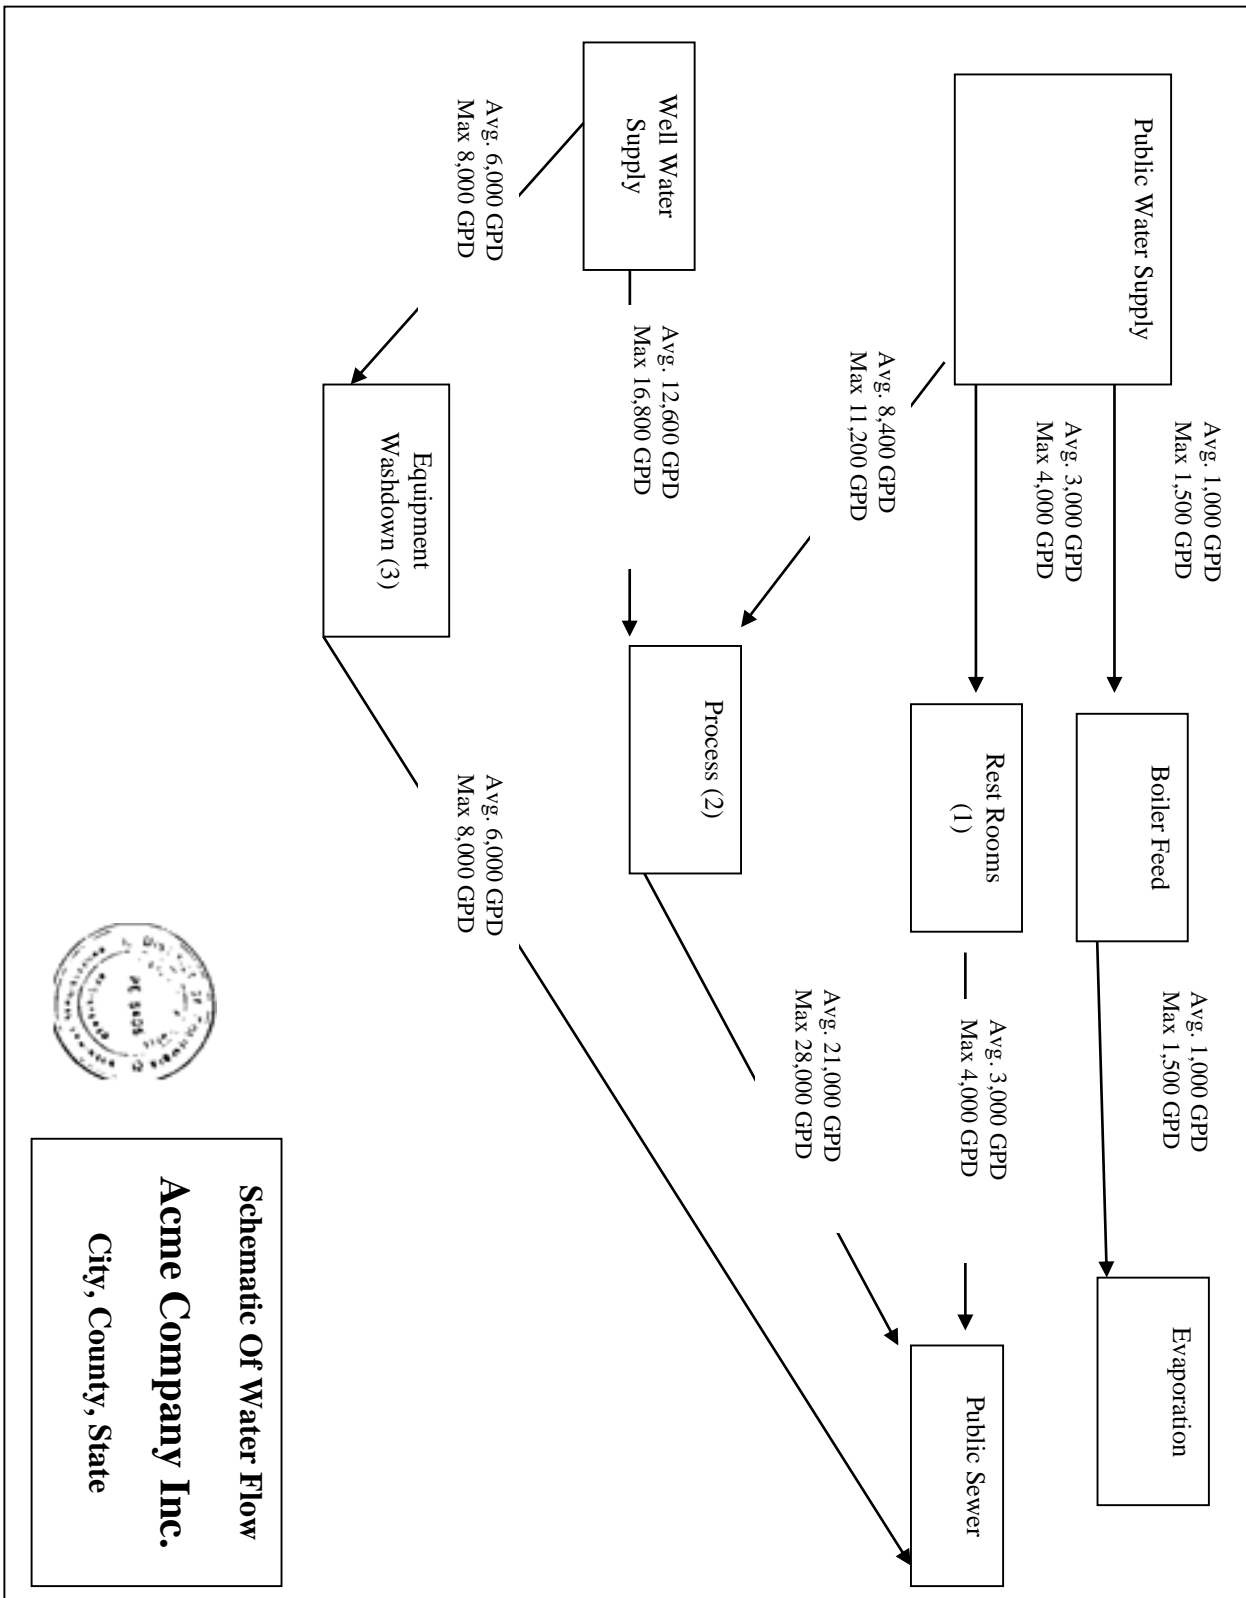 Public Water Supply
Avg. 1,000 GPD
Max 1,500 GPD
Boiler Feed
Avg. 1,000 GPD
Max 1,500 GPD
Evaporation
Avg. 3,000 GPD
Max 4,000 GPD
Rest Rooms
(1)
Avg. 3,000 GPD
Max 4,000 GPD
Public Sewer
Avg. 8,400 GPD
Max 11,200 GPD
Well Water
Supply
Avg. 12,600 GPD
Max 16,800 GPD
Process (2)
Avg. 21,000 GPD
Max 28,000 GPD
Avg. 6,000 GPD
Max 8,000 GPD
Equipment
Washdown (3)
Avg. 6,000 GPD
Max 8,000 GPD
Schematic Of Water Flow
Acme Company Inc.
City, County, State